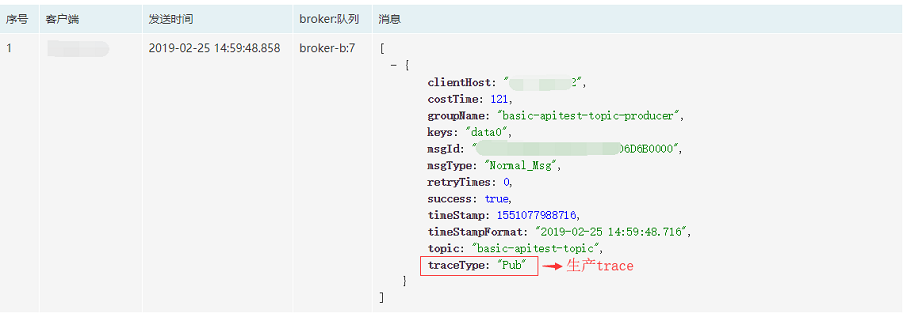 序号 客户端 发送时间 broker:队列 消息
1 2019-02-25 14:59:48.858 broker-b:7 [
− {
clientHost: "2",
costTime: 121,
groupName: "basic-apitest-topic-producer",
keys: "data0",
msgId: "06D6B0000",
msgType: "Normal_Msg",
retryTimes: 0,
success: true,
timeStamp: 1551077988716,
timeStampFormat: "2019-02-25 14:59:48.716",
topic: "basic-apitest-topic",
traceType: "Pub" 生产trace
}
]